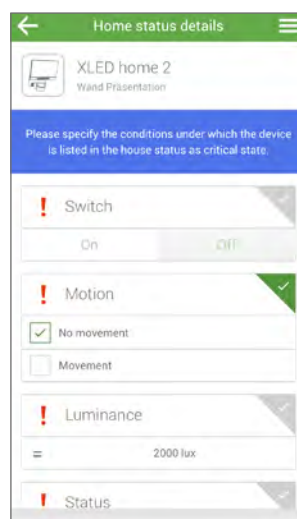 Home status details
XLED home 2
Wand Präsentation
Please specify the conditions under which the device
is listed in the house status as critical state.
! Switch
On Off
! Motion
No movement
Movement
! Luminance
= 2000 lux
! Status